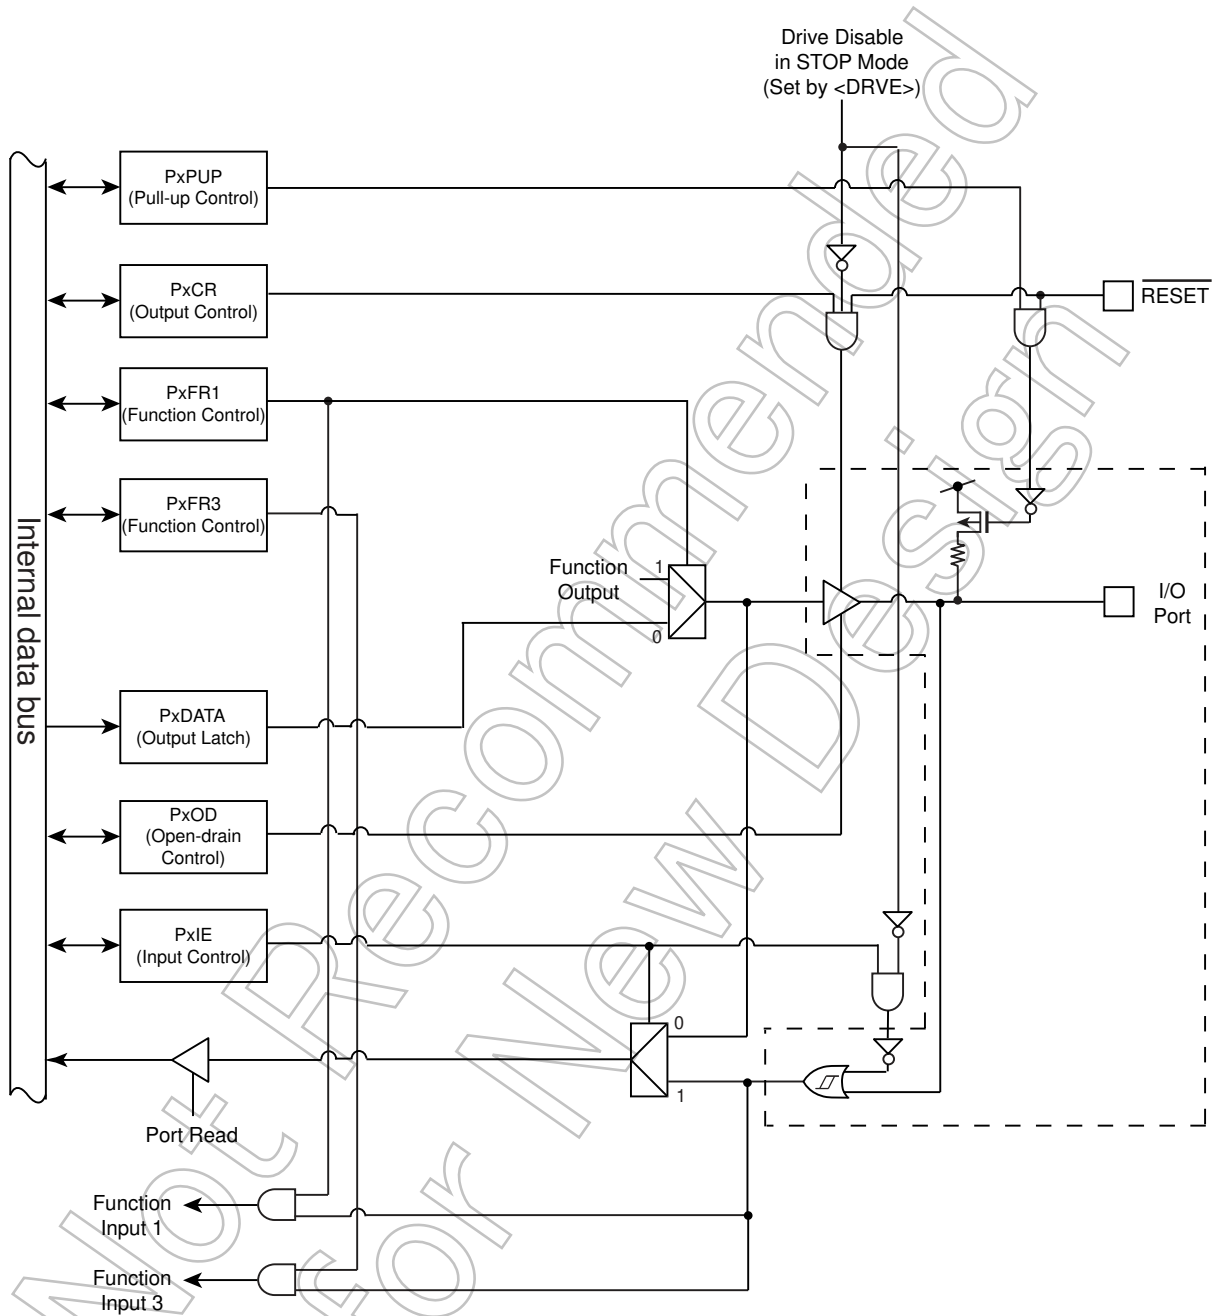 Drive Disable
in STOP Mode
(Set by <DRVE>)
PxPUP
(Pull-up Control)
PxCR
(Output Control)
RESET
PxFR1
(Function Control)
PxFR3
(Function Control)
Internal data bus
Function
Output
1
0
I/O
Port
PxDATA
(Output Latch)
PxOD
(Open-drain
Control)
PxIE
(Input Control)
0
1
Port Read
Function
Input 1
Function
Input 3
Not Recommended
for New Design